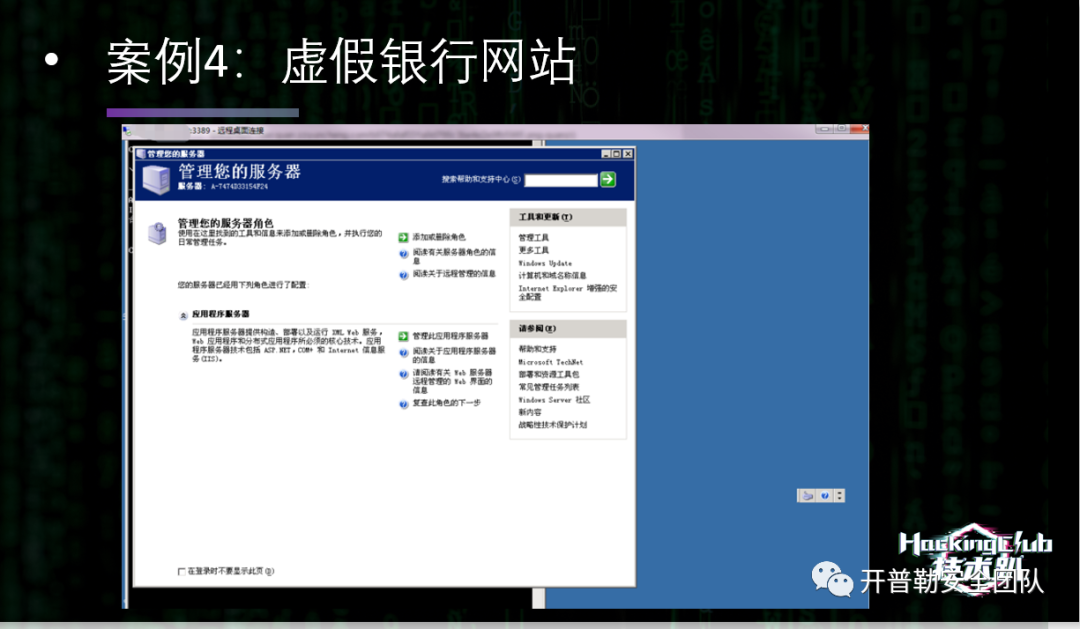 • 案例4：虚假银行网站
:3389 - 远程桌面连接
管理您的服务器
管理您的服务器
服务器: A-T474D33154P24
搜索帮助和支持中心(E)
管理您的服务器角色
使用在这里找到的工具和信息来添加或删除角色，并执行您的
日常管理任务。
您的服务器已经用下列角色进行了配置:
应用程序服务器
应用程序服务器提供构造、部署以及运行 XML Web 服务，
Web 应用程序和分布式应用程序所必须的核心技术。应用
程序服务器技术包括 ASP.NET，COM+ 和 Internet 信息服
务(IIS)。
添加或删除角色
阅读有关服务器角色的信
息
阅读关于远程管理的信息
管理此应用程序服务器
阅读关于应用程序服务器
的信息
请阅读有关 Web 服务器
远程管理的 Web 界面的
信息
复查此角色的下一步
工具和更新(T)
管理工具
更多工具
Windows Update
计算机和域名称信息
Internet Explorer 增强的安
全配置
请参阅(E)
帮助和支持
Microsoft TechNet
部署和资源工具包
常见管理任务列表
Windows Server 社区
新内容
战略性技术保护计划
在登录时不要显示此页(D)
HackingClub
开普勒安全团队